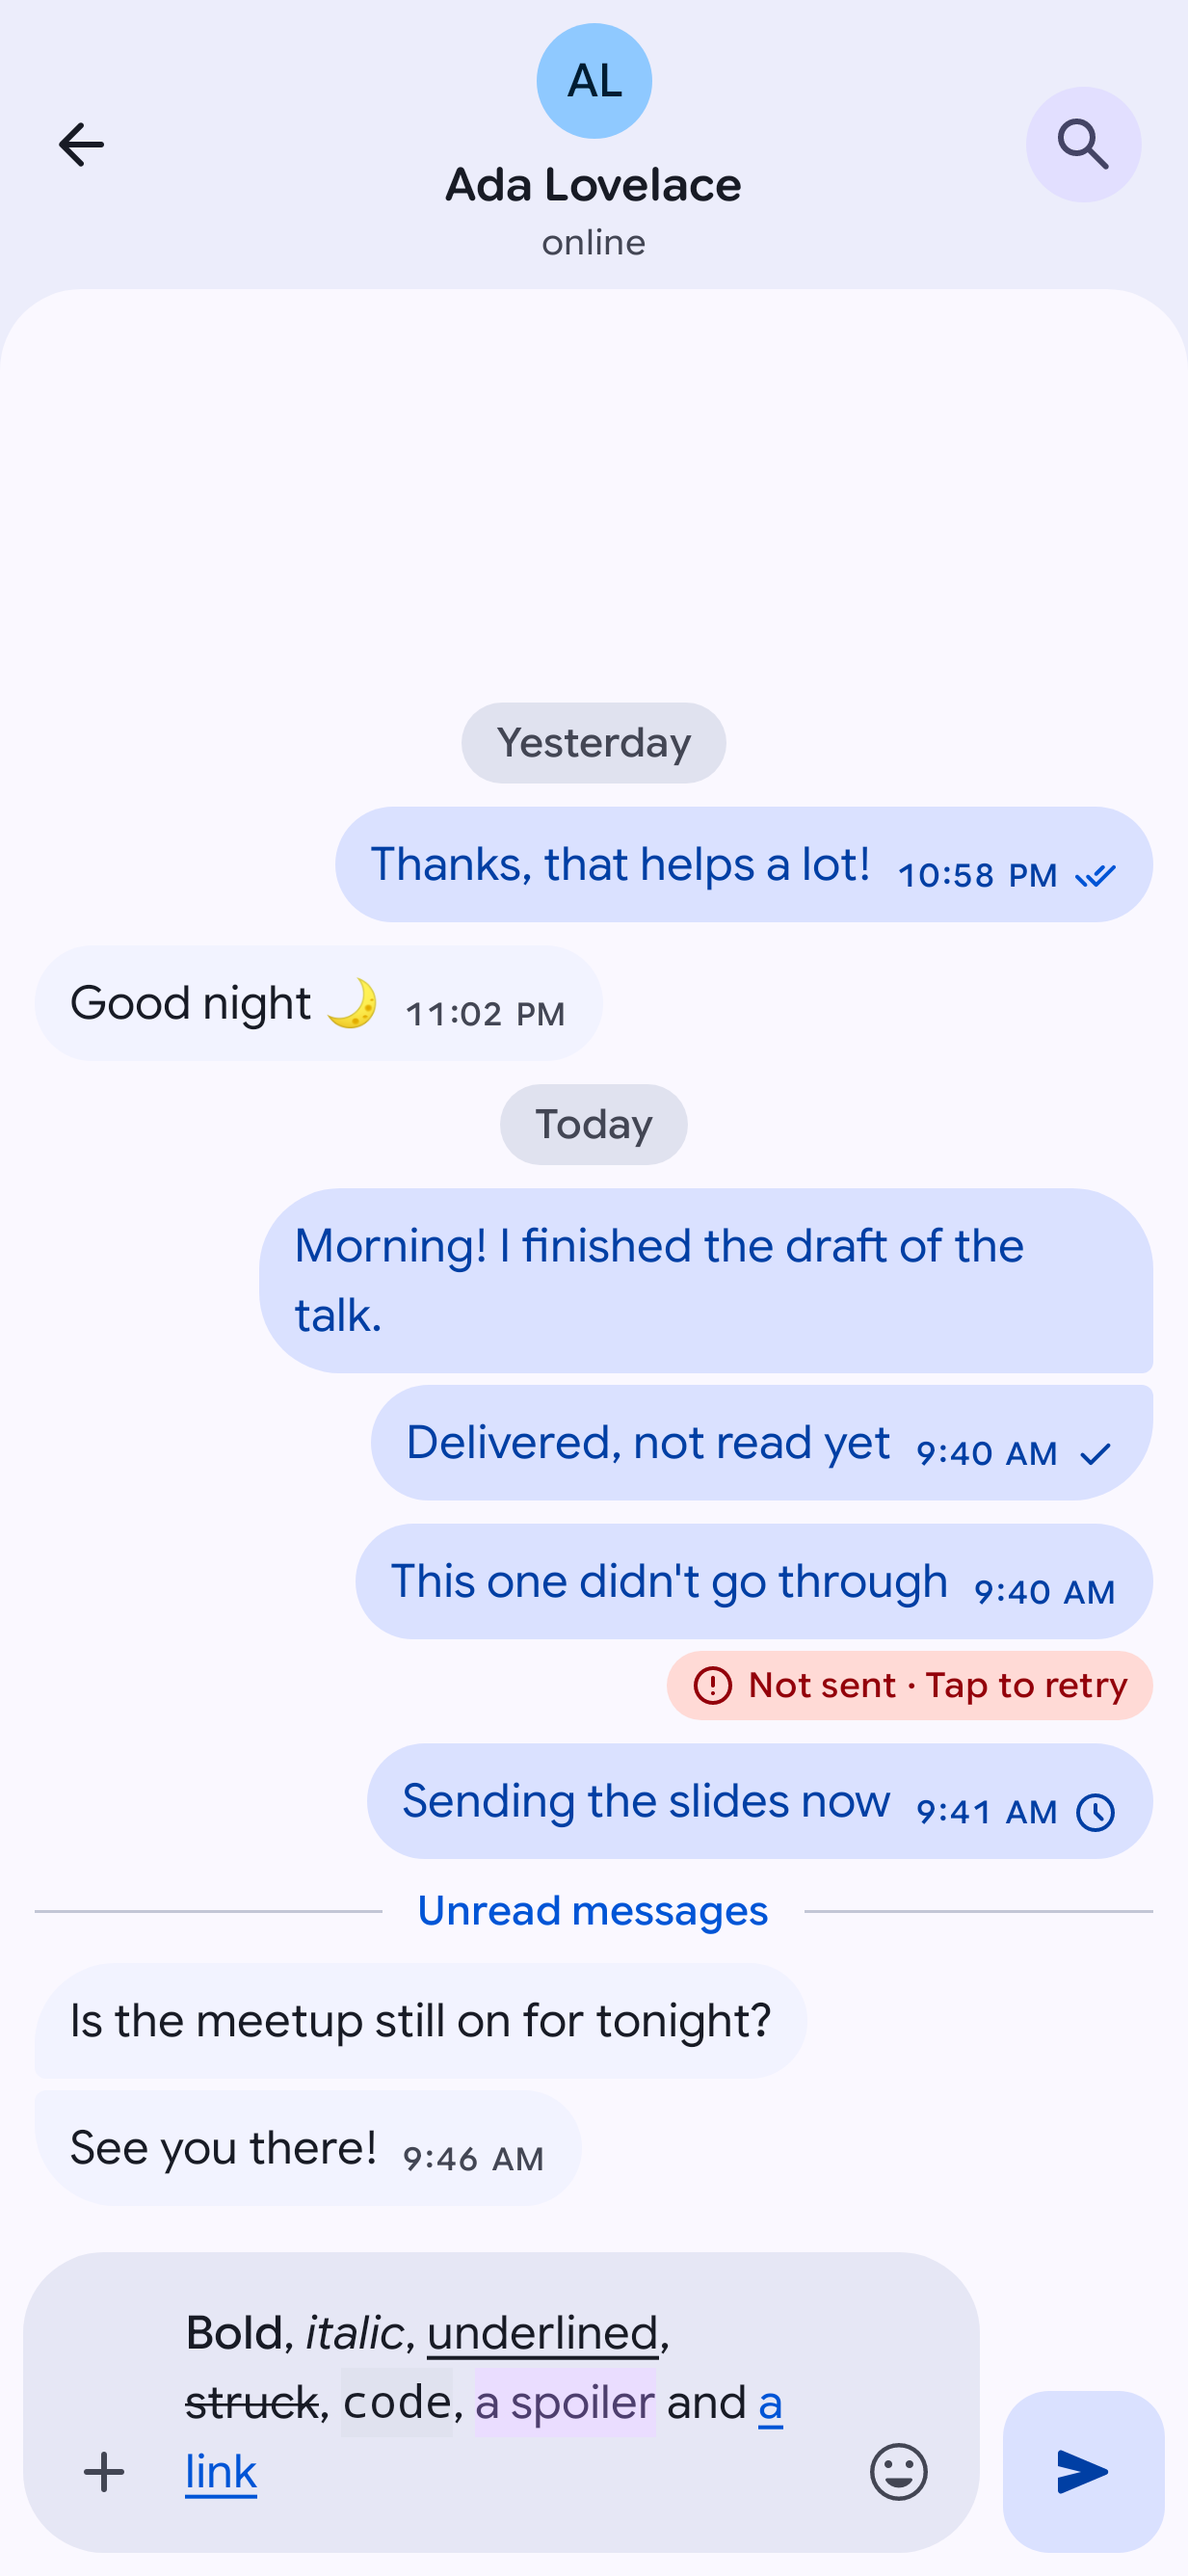 AL
Ada Lovelace
online
Yesterday
Thanks, that helps a lot! 10:58 PM
Good night 🌙 11:02 PM
Today
Morning! I finished the draft of the
talk.
Delivered, not read yet 9:40 AM
This one didn't go through 9:40 AM
Not sent · Tap to retry
Sending the slides now 9:41 AM
Unread messages
Is the meetup still on for tonight?
See you there! 9:46 AM
Bold, italic, underlined,
struck, code, a spoiler and a
link